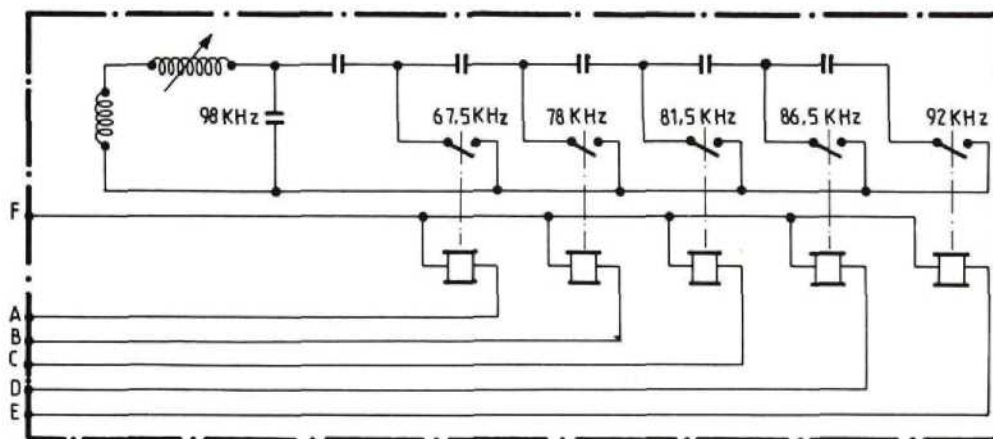 98 KHz
67.5 KHz
78 KHz
81,5 KHz
86.5 KHz
92 KHz
F
A
B
C
D
E